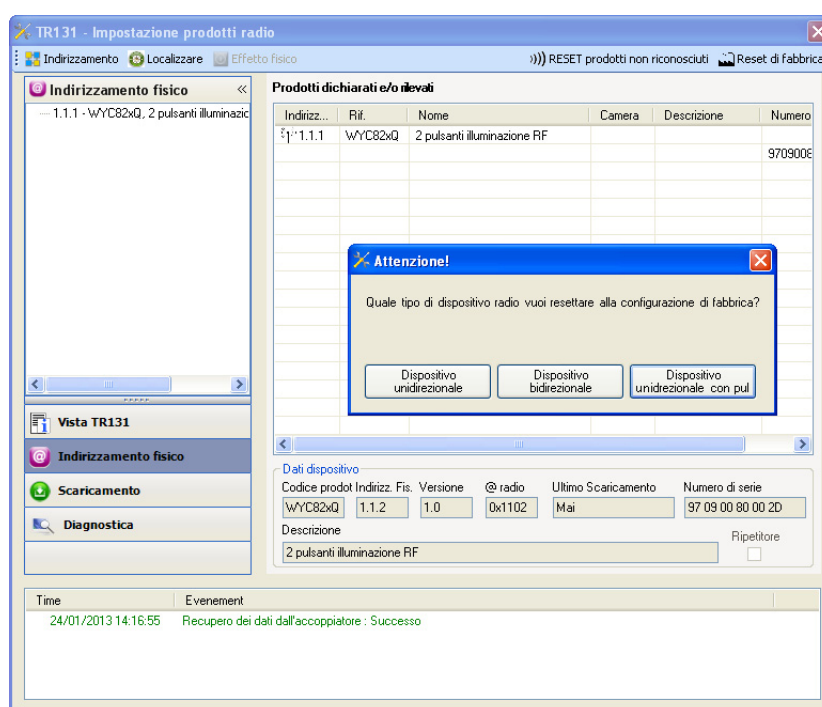 TR131 - Impostazione prodotti radio
Indirizzamento Localizzare Effetto fisico RESET prodotti non riconosciuti Reset di fabbrica
Indirizzamento fisico «
1.1.1 - WYC82xQ, 2 pulsanti illuminazic
Prodotti dichiarati e/o rilevati
Indirizz... Rif. Nome Camera Descrizione Numero
1.1.1 WYC82xQ 2 pulsanti illuminazione RF
Attenzione!
Quale tipo di dispositivo radio vuoi resettare alla configurazione di fabbrica?
Dispositivo unidirezionale
Dispositivo bidirezionale
Dispositivo unidrezionale con pul
Vista TR131
Indirizzamento fisico
Scaricamento
Diagnostica
Dati dispositivo
Codice prodot Indirizz. Fis. Versione @ radio Ultimo Scaricamento Numero di serie
WYC82xQ 1.1.2 1.0 0x1102 Mai 97 09 00 80 00 2D
Descrizione
Ripetitore
2 pulsanti illuminazione RF
Time Evenement
24/01/2013 14:16:55 Recupero dei dati dall'accoppiatore : Successo